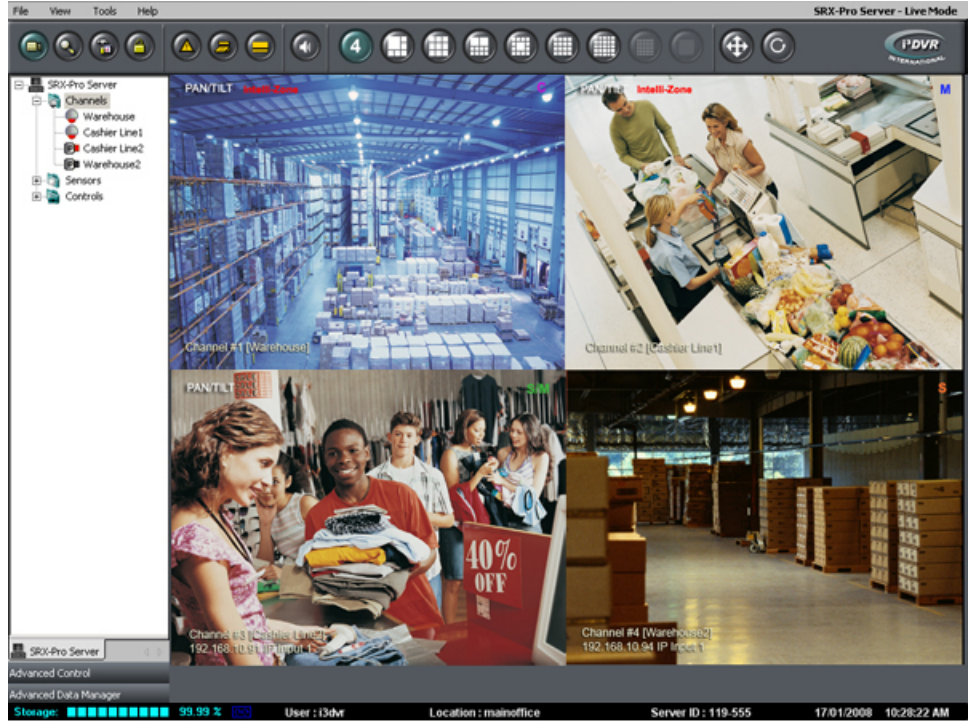 File View Tools Help
SRX-Pro Server - Live Mode
4
i³DVR
INTERNATIONAL
SRX-Pro Server
Channels
Warehouse
Cashier Line1
Cashier Line2
Warehouse2
Sensors
Controls
PAN/TILT Intelli-Zone C
PAN/TILT Intelli-Zone M
Channel #1 [Warehouse]
Channel #2 [Cashier Line1]
PAN/TILT S/M
S
40%
OFF
Channel #3 [Cashier Line2]
192.168.10.91 IP Input 1
Channel #4 [Warehouse2]
192.168.10.94 IP Input 1
SRX-Pro Server
Advanced Control
Advanced Data Manager
Storage: 99.99 % User : i3dvr Location : mainoffice Server ID : 119-555 17/01/2008 10:28:22 AM